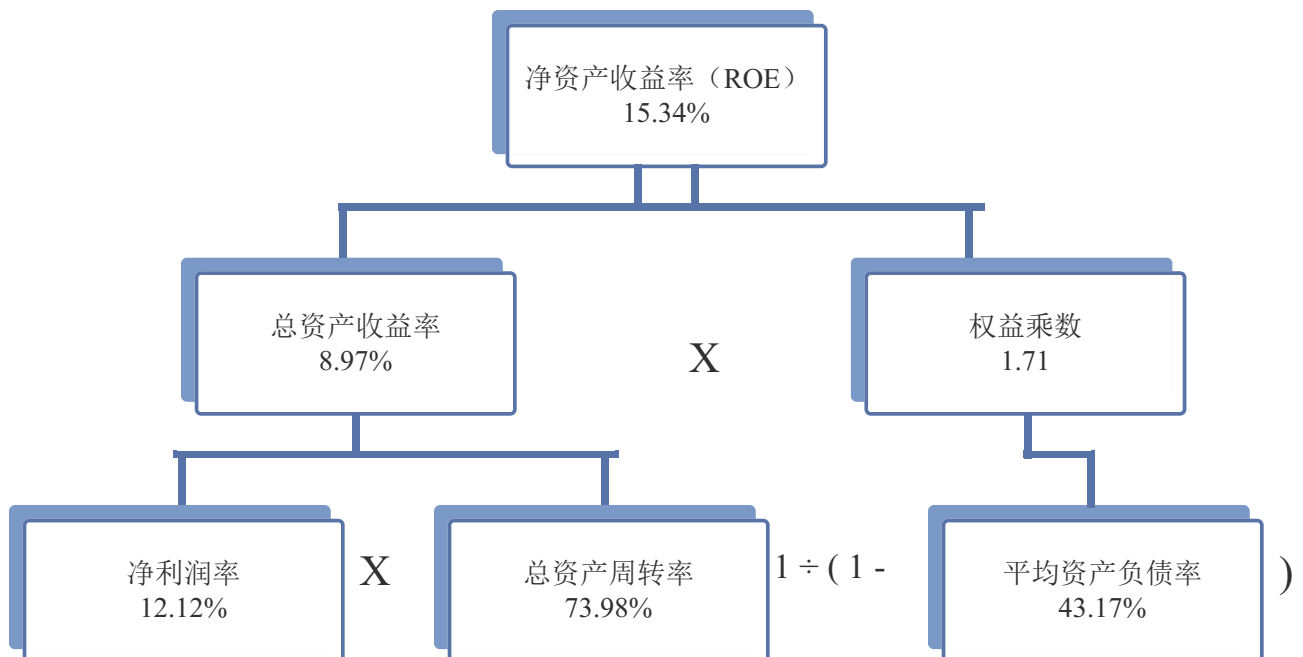 净资产收益率（ROE）
15.34%
总资产收益率
8.97%
X
权益乘数
1.71
净利润率
12.12%
X
总资产周转率
73.98%
1 ÷ ( 1 -
平均资产负债率
43.17%
)